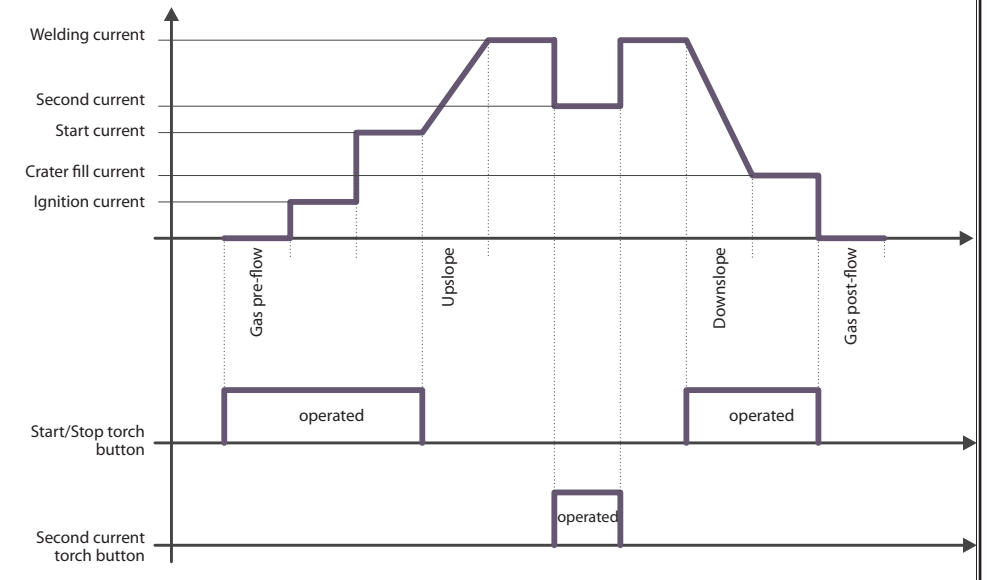 Welding current
Second current
Start current
Crater fill current
Ignition current
Gas pre-flow
Upslope
Downslope
Gas post-flow
operated
operated
Start/Stop torch
button
operated
Second current
torch button